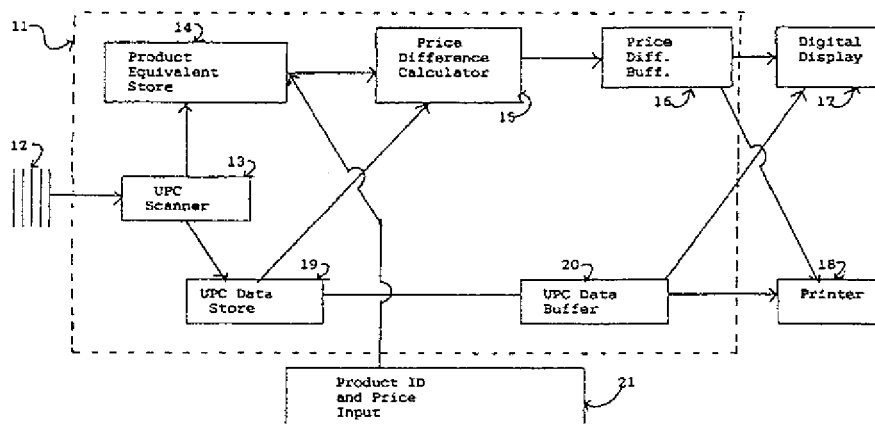 11
14
Product
Equivalent
Store
Price
Difference
Calculator
15
Price
Diff.
Buff.
16
Digital
Display
17
12
13
UPC
Scanner
19
UPC Data
Store
20
UPC Data
Buffer
18
Printer
Product ID
and Price
Input
21